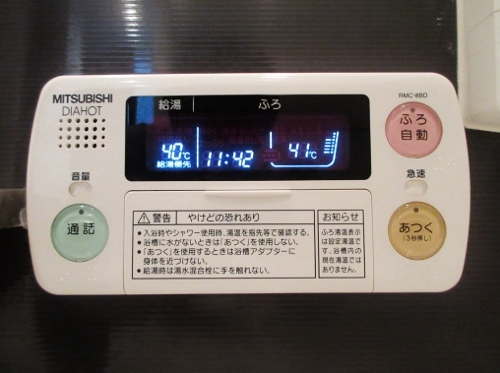 MITSUBISHI
DIAHOT
RMC-8BD
給湯 ふろ
40℃ 11:42 41℃
給湯優先
ふろ
自動
音量
通話
急速
あつく
(3秒押し)
警告 やけどの恐れあり
•入浴時やシャワー使用時、湯温を指先等で確認する。
•浴槽に水がないときは「あつく」を使用しない。
•「あつく」を使用するときは浴槽アダプターに
身体を近づけない。
•給湯時は湯水混合栓に手を触れない。
お知らせ
ふろ湯温表示
は設定湯温で
す。浴槽内の
現在湯温では
ありません。